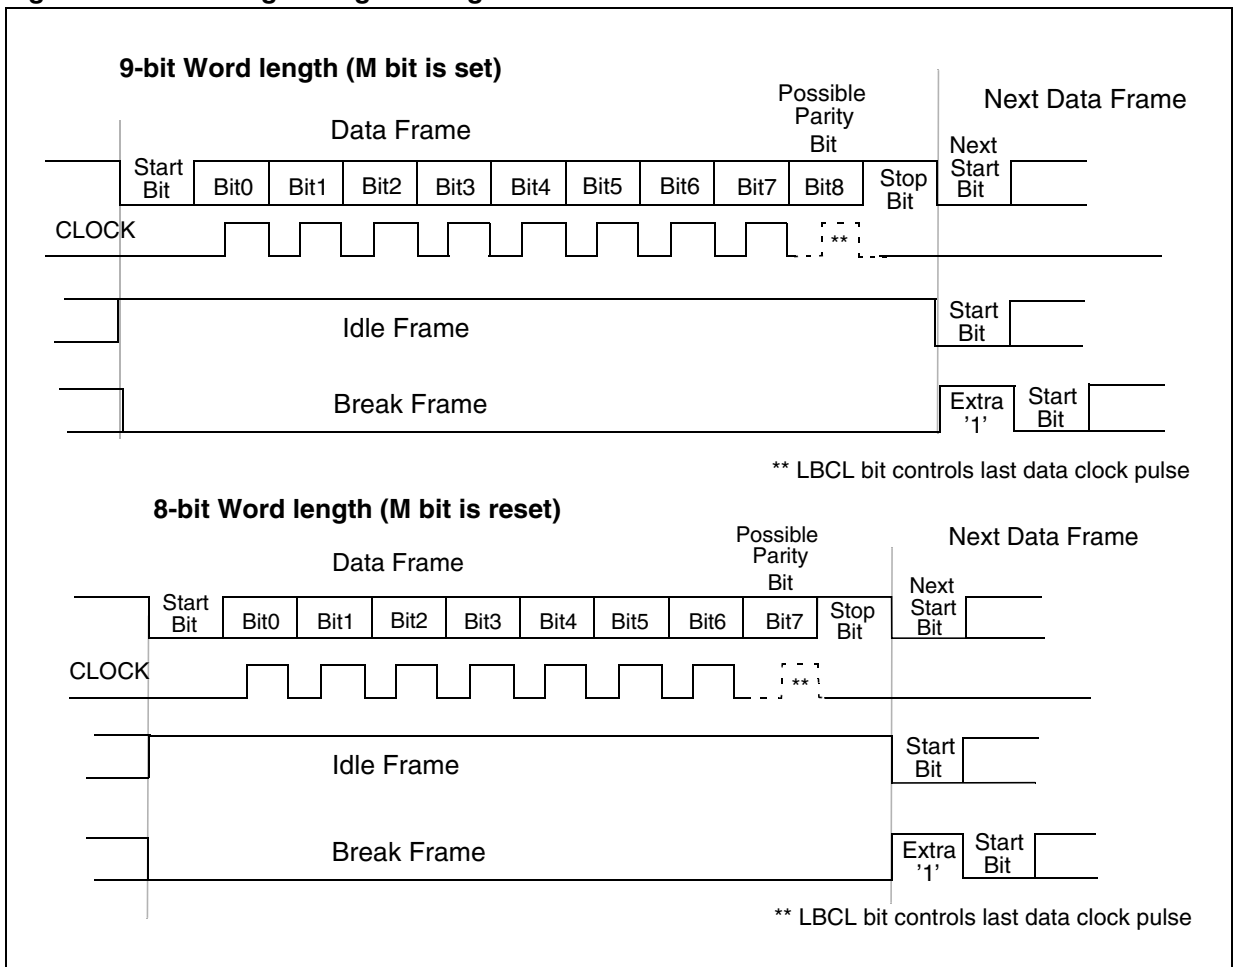 9-bit Word length (M bit is set)
Possible
Parity
Bit
Next Data Frame
Data Frame
Start
Bit
Bit0
Bit1
Bit2
Bit3
Bit4
Bit5
Bit6
Bit7
Bit8
Stop
Bit
Next
Start
Bit
CLOCK
**
Idle Frame
Start
Bit
Break Frame
Extra
'1'
Start
Bit
** LBCL bit controls last data clock pulse
8-bit Word length (M bit is reset)
Possible
Parity
Bit
Next Data Frame
Data Frame
Start
Bit
Bit0
Bit1
Bit2
Bit3
Bit4
Bit5
Bit6
Bit7
Stop
Bit
Next
Start
Bit
CLOCK
**
Idle Frame
Start
Bit
Break Frame
Extra
'1'
Start
Bit
** LBCL bit controls last data clock pulse